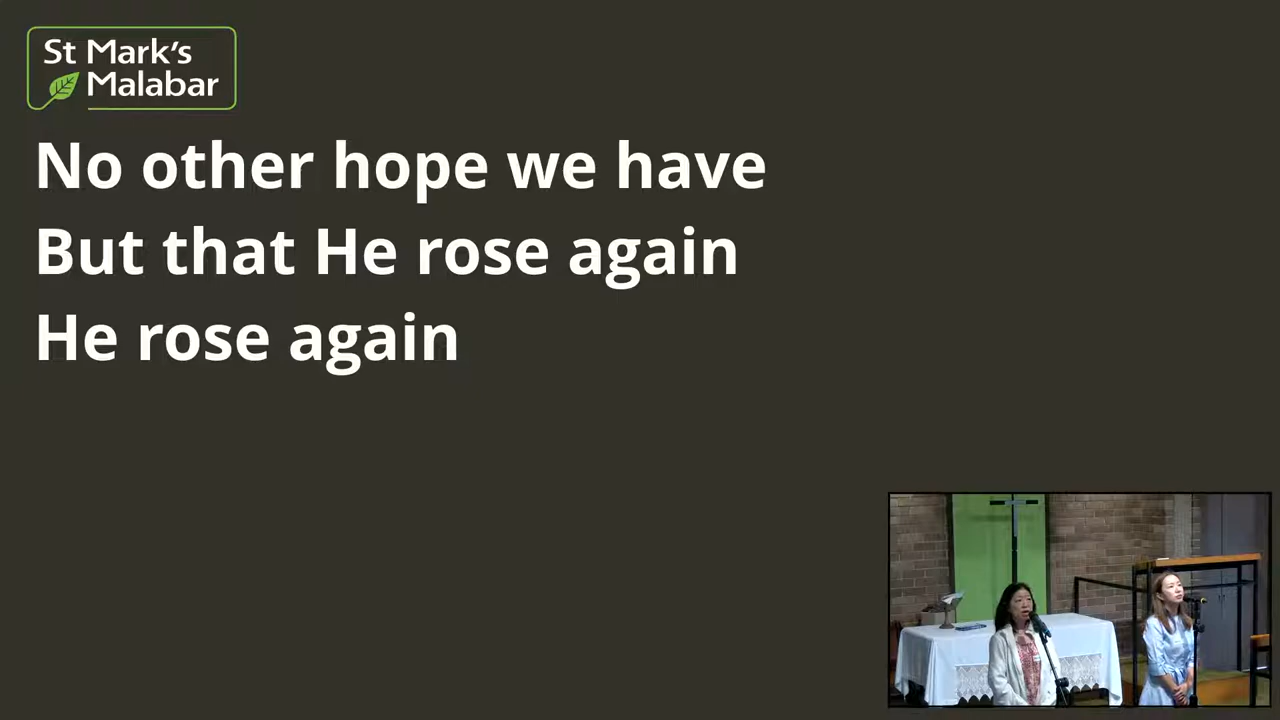 St Mark's
Malabar
No other hope we have
But that He rose again
He rose again